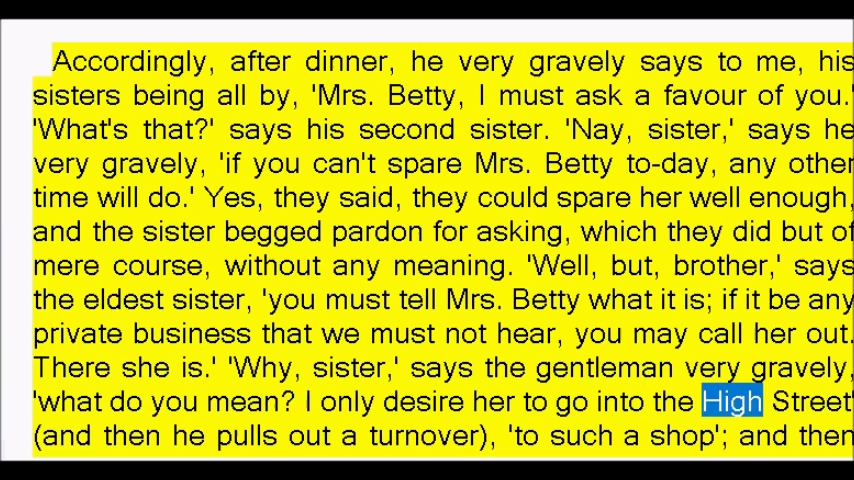 Accordingly, after dinner, he very gravely says to me, his
sisters being all by, 'Mrs. Betty, I must ask a favour of you.'
'What's that?' says his second sister. 'Nay, sister,' says he
very gravely, 'if you can't spare Mrs. Betty to-day, any other
time will do.' Yes, they said, they could spare her well enough,
and the sister begged pardon for asking, which they did but of
mere course, without any meaning. 'Well, but, brother,' says
the eldest sister, 'you must tell Mrs. Betty what it is; if it be any
private business that we must not hear, you may call her out.
There she is.' 'Why, sister,' says the gentleman very gravely,
'what do you mean? I only desire her to go into the High Street'
(and then he pulls out a turnover), 'to such a shop'; and then